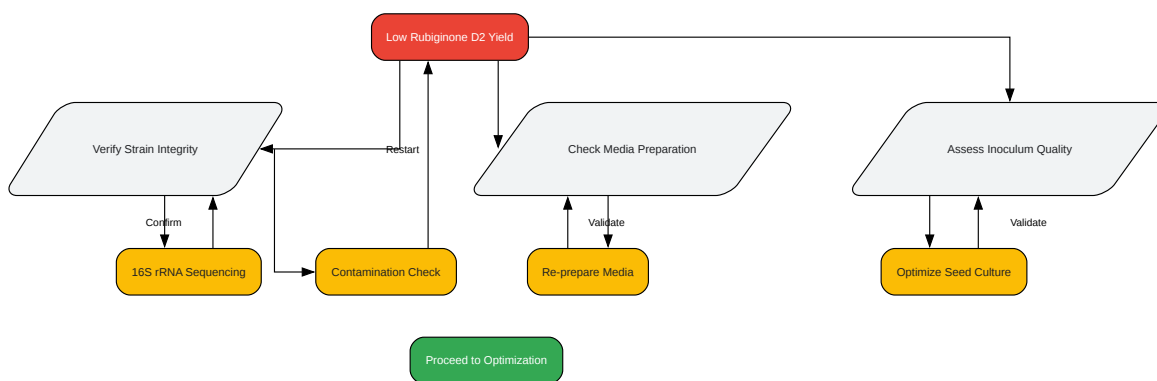 Low Rubiginone D2 Yield
Verify Strain Integrity
Restart
Check Media Preparation
Assess Inoculum Quality
Confirm
Validate
Validate
16S rRNA Sequencing
Contamination Check
Re-prepare Media
Optimize Seed Culture
Proceed to Optimization